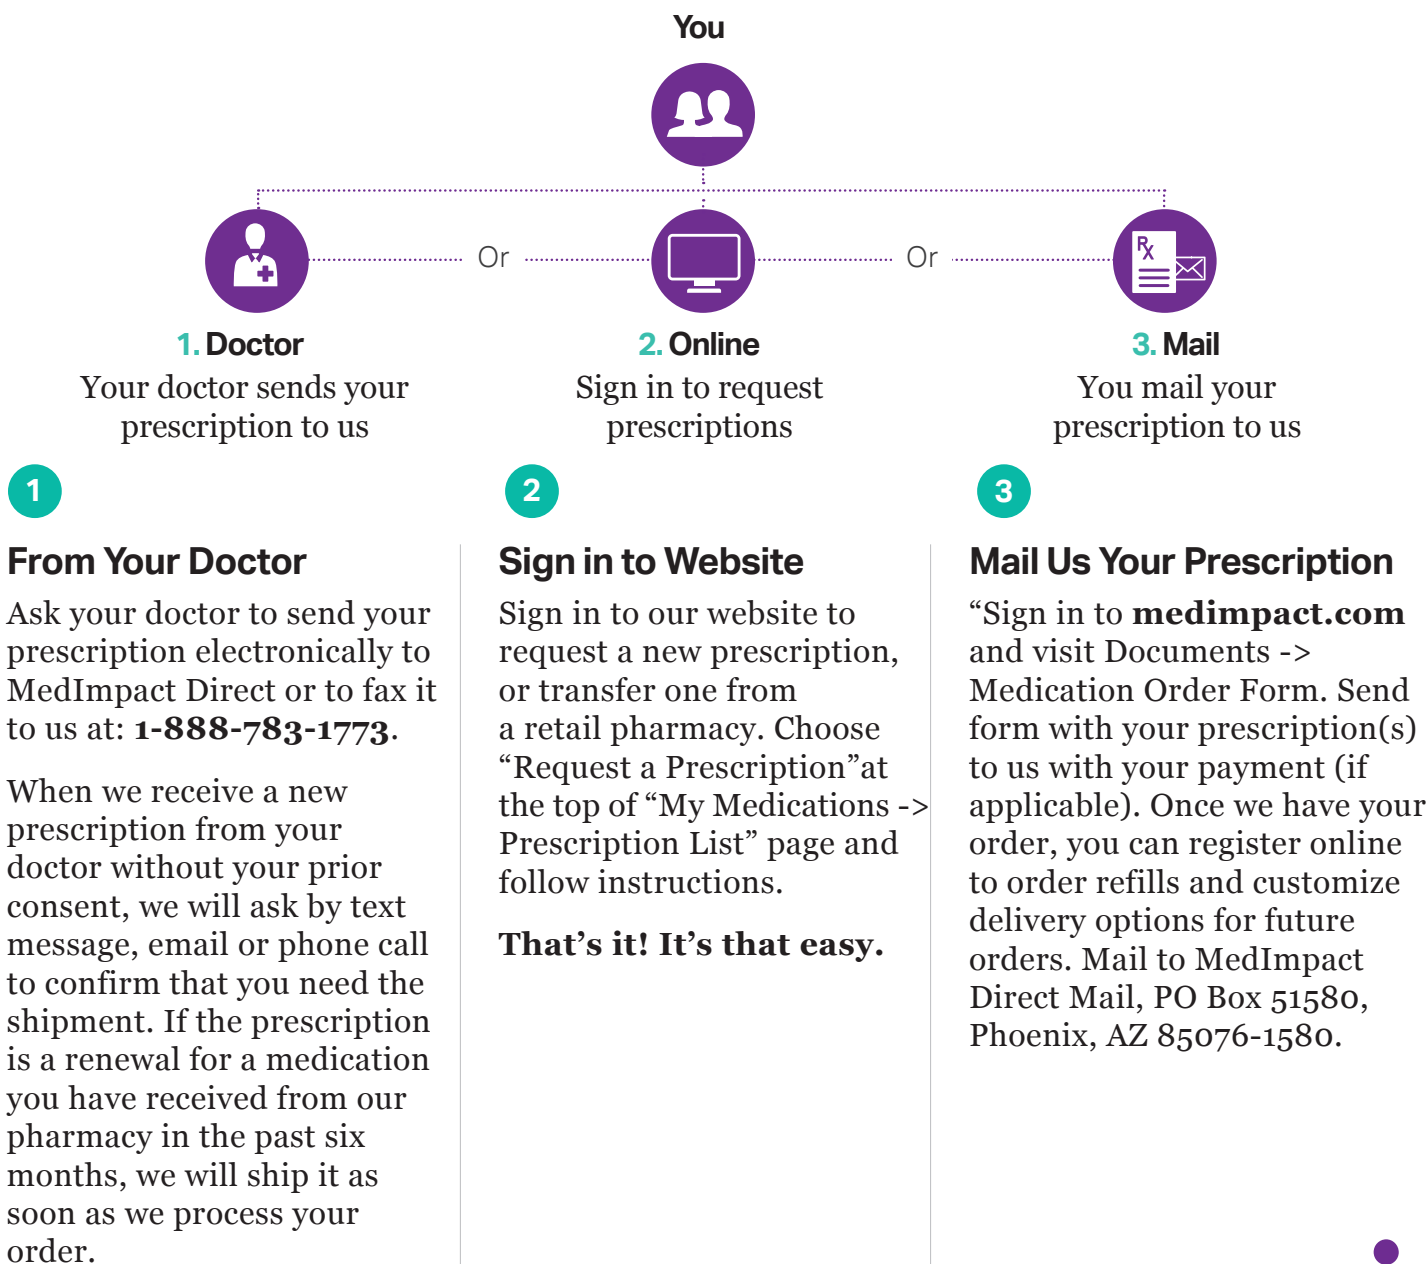 You
Or
Or
1. Doctor
Your doctor sends your
prescription to us
2. Online
Sign in to request
prescriptions
3. Mail
You mail your
prescription to us
1
From Your Doctor
Ask your doctor to send your
prescription electronically to
MedImpact Direct or to fax it
to us at: 1-888-783-1773.
When we receive a new
prescription from your
doctor without your prior
consent, we will ask by text
message, email or phone call
to confirm that you need the
shipment. If the prescription
is a renewal for a medication
you have received from our
pharmacy in the past six
months, we will ship it as
soon as we process your
order.
2
Sign in to Website
Sign in to our website to
request a new prescription,
or transfer one from
a retail pharmacy. Choose
“Request a Prescription”at
the top of “My Medications ->
Prescription List” page and
follow instructions.
That’s it! It’s that easy.
3
Mail Us Your Prescription
“Sign in to medimpact.com
and visit Documents ->
Medication Order Form. Send
form with your prescription(s)
to us with your payment (if
applicable). Once we have your
order, you can register online
to order refills and customize
delivery options for future
orders. Mail to MedImpact
Direct Mail, PO Box 51580,
Phoenix, AZ 85076-1580.
Rx